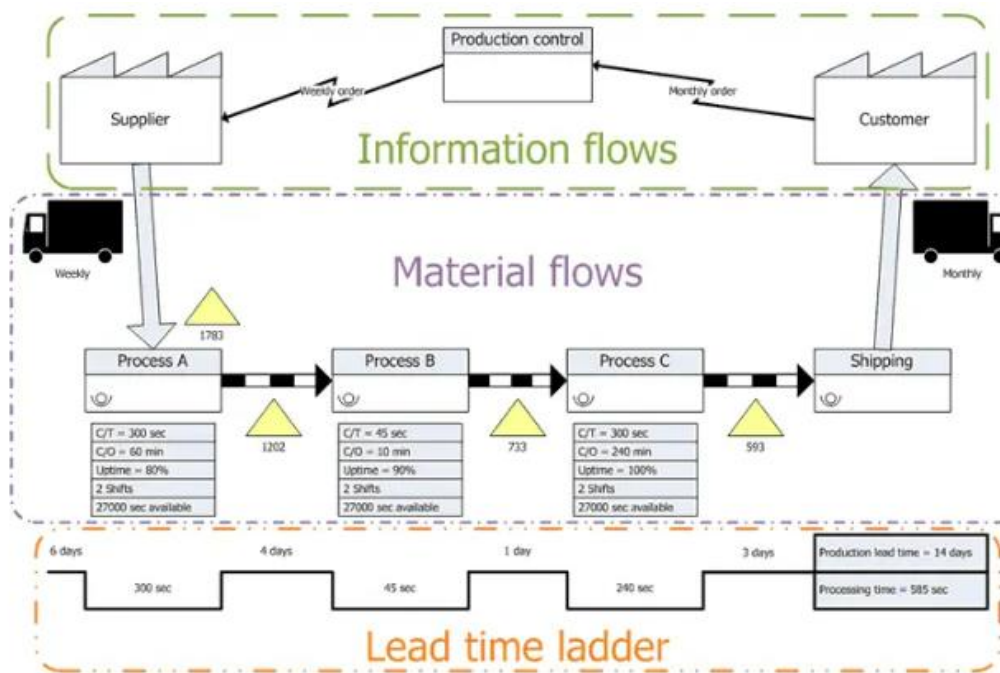 Production control
Weekly order
Monthly order
Supplier
Customer
Information flows
Weekly
Material flows
Monthly
1783
Process A
Process B
Process C
Shipping
1202
733
593
C/T = 300 sec
C/O = 60 min
Uptime = 80%
2 Shifts
27000 sec available
C/T = 45 sec
C/O = 10 min
Uptime = 90%
2 Shifts
27000 sec available
C/T = 300 sec
C/O = 240 min
Uptime = 100%
2 Shifts
27000 sec available
6 days
4 days
1 day
3 days
Production lead time = 14 days
300 sec
45 sec
240 sec
Processing time = 585 sec
Lead time ladder